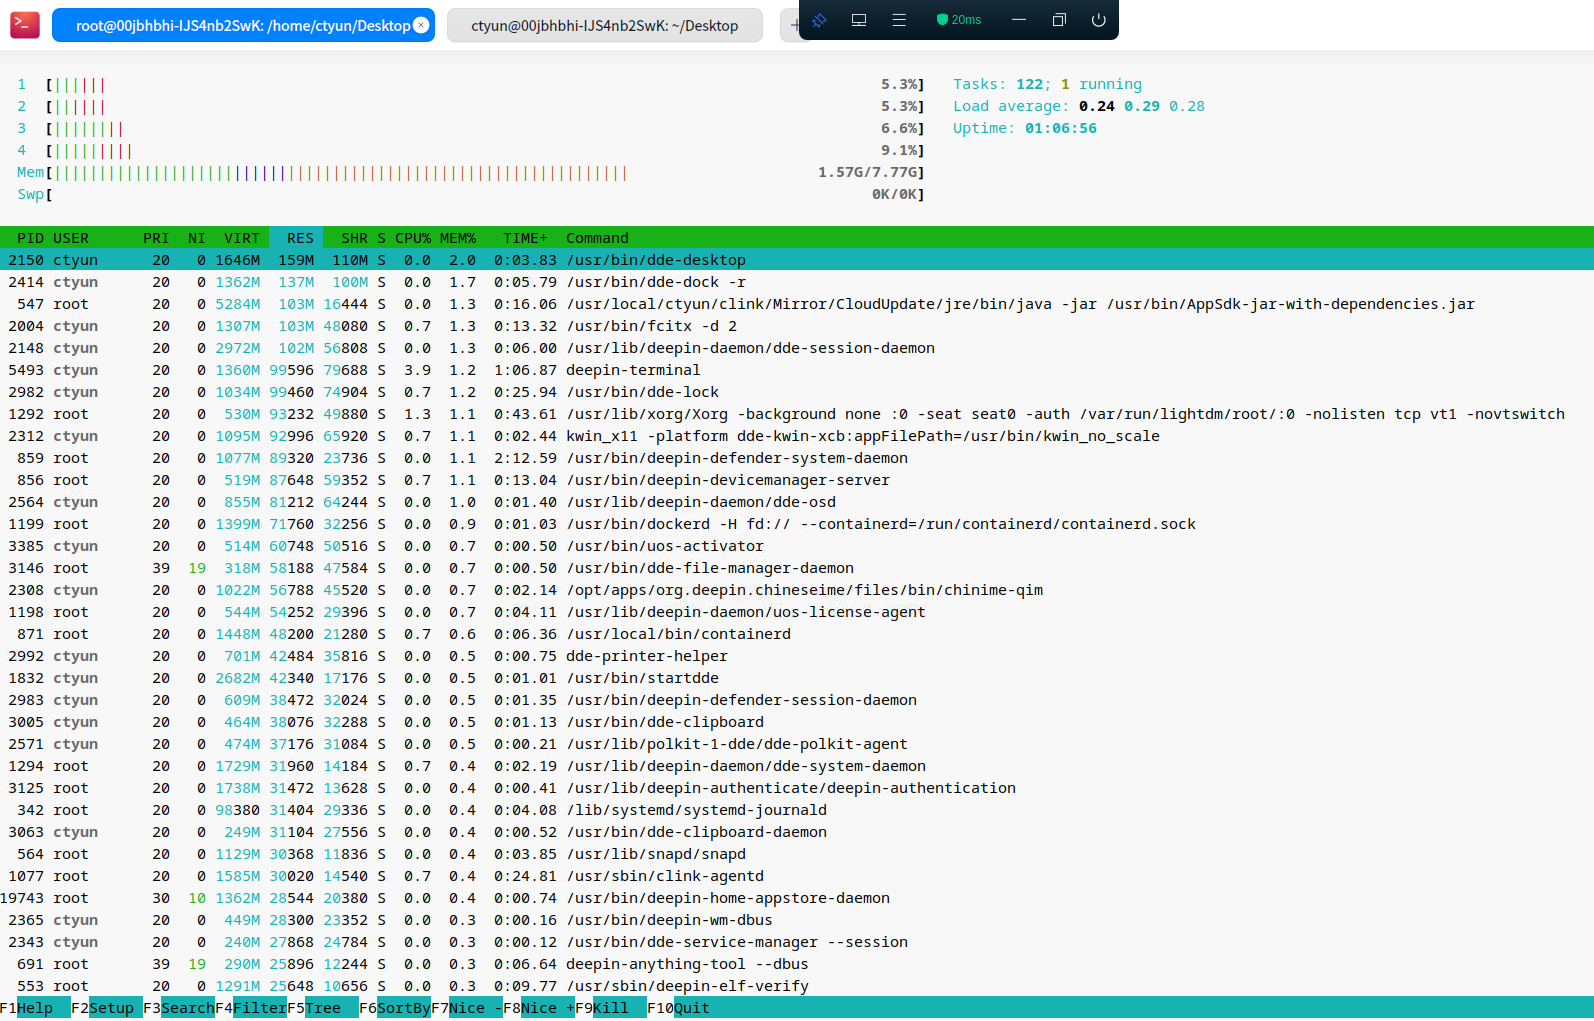 root@00jbhbhi-IJS4nb2SwK: /home/ctyun/Desktop
ctyun@00jbhbhi-IJS4nb2SwK: ~/Desktop
20ms
1 [|||||| 5.3%] Tasks: 122; 1 running
2 [|||||| 5.3%] Load average: 0.24 0.29 0.28
3 [|||||||| 6.6%] Uptime: 01:06:56
4 [||||||||| 9.1%]
Mem[|||||||||||||||||||||||||||||||||||||||||||||||||||||||||||||||| 1.57G/7.77G]
Swp[ 0K/0K]
PID USER PRI NI VIRT RES SHR S CPU% MEM% TIME+ Command
2150 ctyun 20 0 1646M 159M 110M S 0.0 2.0 0:03.83 /usr/bin/dde-desktop
2414 ctyun 20 0 1362M 137M 100M S 0.0 1.7 0:05.79 /usr/bin/dde-dock -r
547 root 20 0 5284M 103M 16444 S 0.0 1.3 0:16.06 /usr/local/ctyun/clink/Mirror/CloudUpdate/jre/bin/java -jar /usr/bin/AppSdk-jar-with-dependencies.jar
2004 ctyun 20 0 1307M 103M 48080 S 0.7 1.3 0:13.32 /usr/bin/fcitx -d 2
2148 ctyun 20 0 2972M 102M 56808 S 0.0 1.3 0:06.00 /usr/lib/deepin-daemon/dde-session-daemon
5493 ctyun 20 0 1360M 99596 79688 S 3.9 1.2 1:06.87 deepin-terminal
2982 ctyun 20 0 1034M 99460 74904 S 0.7 1.2 0:25.94 /usr/bin/dde-lock
1292 root 20 0 530M 93232 49880 S 1.3 1.1 0:43.61 /usr/lib/xorg/Xorg -background none :0 -seat seat0 -auth /var/run/lightdm/root/:0 -nolisten tcp vt1 -novtswitch
2312 ctyun 20 0 1095M 92996 65920 S 0.7 1.1 0:02.44 kwin_x11 -platform dde-kwin-xcb:appFilePath=/usr/bin/kwin_no_scale
859 root 20 0 1077M 89320 23736 S 0.0 1.1 2:12.59 /usr/bin/deepin-defender-system-daemon
856 root 20 0 519M 87648 59352 S 0.7 1.1 0:13.04 /usr/bin/deepin-devicemanager-server
2564 ctyun 20 0 855M 81212 64244 S 0.0 1.0 0:01.40 /usr/lib/deepin-daemon/dde-osd
1199 root 20 0 1399M 71760 32256 S 0.0 0.9 0:01.03 /usr/bin/dockerd -H fd:// --containerd=/run/containerd/containerd.sock
3385 ctyun 20 0 514M 60748 50516 S 0.0 0.7 0:00.50 /usr/bin/uos-activator
3146 root 39 19 318M 58188 47584 S 0.0 0.7 0:00.50 /usr/bin/dde-file-manager-daemon
2308 ctyun 20 0 1022M 56788 45520 S 0.0 0.7 0:02.14 /opt/apps/org.deepin.chineseime/files/bin/chinime-qim
1198 root 20 0 544M 54252 29396 S 0.0 0.7 0:04.11 /usr/lib/deepin-daemon/uos-license-agent
871 root 20 0 1448M 48200 21280 S 0.7 0.6 0:06.36 /usr/local/bin/containerd
2992 ctyun 20 0 701M 42484 35816 S 0.0 0.5 0:00.75 dde-printer-helper
1832 ctyun 20 0 2682M 42340 17176 S 0.0 0.5 0:01.01 /usr/bin/startdde
2983 ctyun 20 0 609M 38472 32024 S 0.0 0.5 0:01.35 /usr/bin/deepin-defender-session-daemon
3005 ctyun 20 0 464M 38076 32288 S 0.0 0.5 0:01.13 /usr/bin/dde-clipboard
2571 ctyun 20 0 474M 37176 31084 S 0.0 0.5 0:00.21 /usr/lib/polkit-1-dde/dde-polkit-agent
1294 root 20 0 1729M 31960 14184 S 0.7 0.4 0:02.19 /usr/lib/deepin-daemon/dde-system-daemon
3125 root 20 0 1738M 31472 13628 S 0.0 0.4 0:00.41 /usr/lib/deepin-authenticate/deepin-authentication
342 root 20 0 98380 31404 29336 S 0.0 0.4 0:04.08 /lib/systemd/systemd-journald
3063 ctyun 20 0 249M 31104 27556 S 0.0 0.4 0:00.52 /usr/bin/dde-clipboard-daemon
564 root 20 0 1129M 30368 11836 S 0.0 0.4 0:03.85 /usr/lib/snapd/snapd
1077 root 20 0 1585M 30020 14540 S 0.7 0.4 0:24.81 /usr/sbin/clink-agentd
19743 root 30 10 1362M 28544 20380 S 0.0 0.4 0:00.74 /usr/bin/deepin-home-appstore-daemon
2365 ctyun 20 0 449M 28300 23352 S 0.0 0.3 0:00.16 /usr/bin/deepin-wm-dbus
2343 ctyun 20 0 240M 27868 24784 S 0.0 0.3 0:00.12 /usr/bin/dde-service-manager --session
691 root 39 19 290M 25896 12244 S 0.0 0.3 0:06.64 deepin-anything-tool --dbus
553 root 20 0 1291M 25648 10656 S 0.0 0.3 0:09.77 /usr/sbin/deepin-elf-verify
F1Help F2Setup F3SearchF4FilterF5Tree F6SortByF7Nice -F8Nice +F9Kill F10Quit